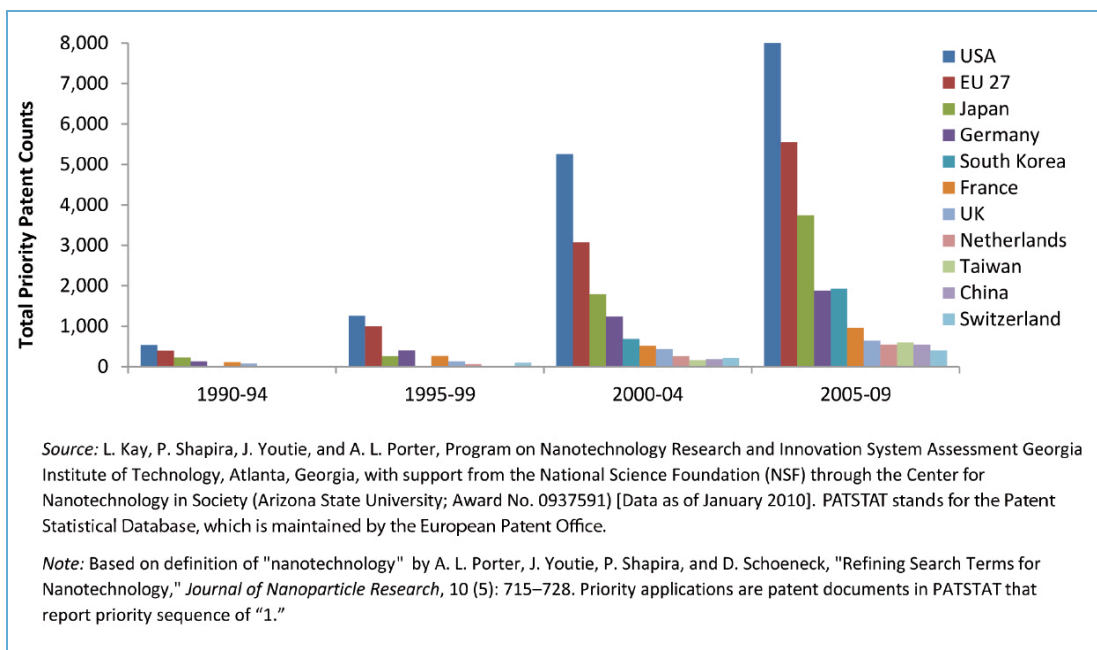 Total Priority Patent Counts
8,000
7,000
6,000
5,000
4,000
3,000
2,000
1,000
0
1990-94
1995-99
2000-04
2005-09
USA
EU 27
Japan
Germany
South Korea
France
UK
Netherlands
Taiwan
China
Switzerland
Source: L. Kay, P. Shapira, J. Youtie, and A. L. Porter, Program on Nanotechnology Research and Innovation System Assessment Georgia
Institute of Technology, Atlanta, Georgia, with support from the National Science Foundation (NSF) through the Center for
Nanotechnology in Society (Arizona State University; Award No. 0937591) [Data as of January 2010]. PATSTAT stands for the Patent
Statistical Database, which is maintained by the European Patent Office.
Note: Based on definition of "nanotechnology" by A. L. Porter, J. Youtie, P. Shapira, and D. Schoeneck, "Refining Search Terms for
Nanotechnology," Journal of Nanoparticle Research, 10 (5): 715–728. Priority applications are patent documents in PATSTAT that
report priority sequence of “1.”